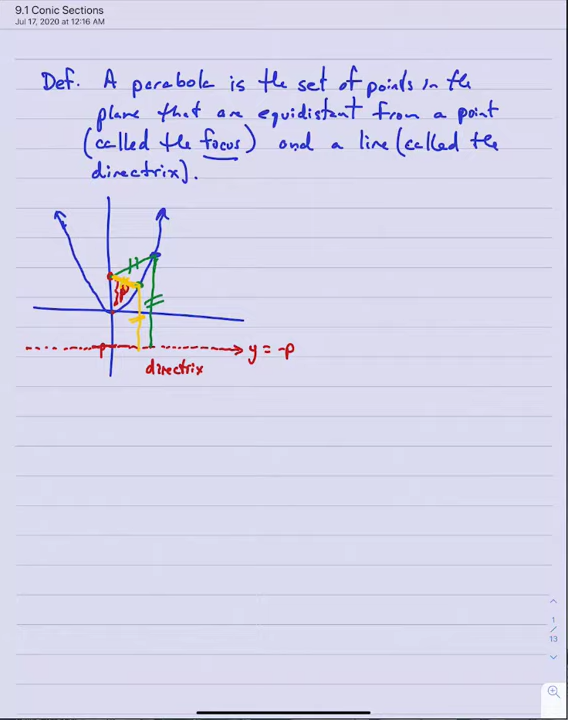 9.1 Conic Sections
Jul 17, 2020 at 12:16 AM
Def. A parabola is the set of points in the
plane that are equidistant from a point
(called the focus) and a line (called the
directrix).
p
-p
y = -p
directrix
1
/
13